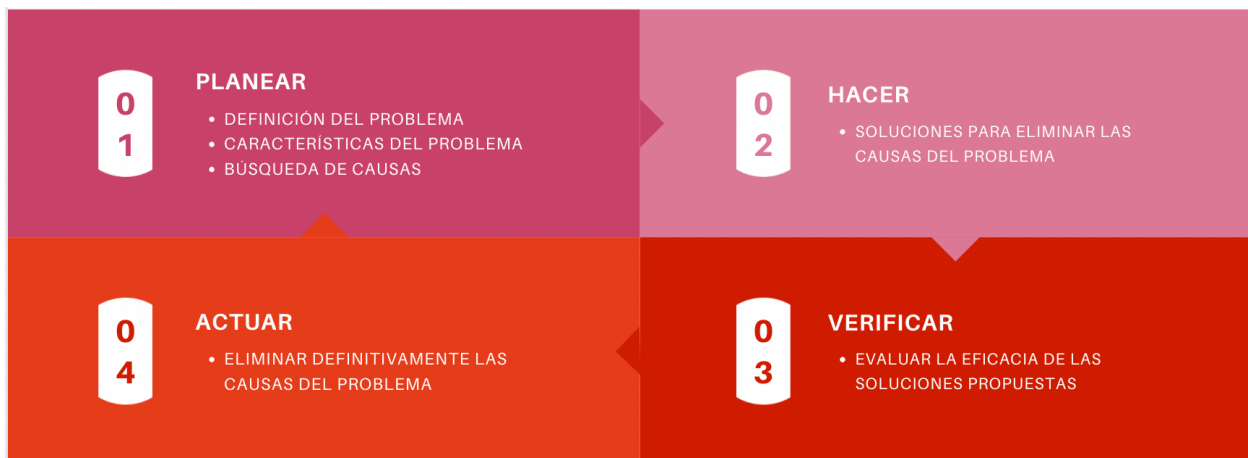 0
1
PLANEAR
• DEFINICIÓN DEL PROBLEMA
• CARACTERÍSTICAS DEL PROBLEMA
• BÚSQUEDA DE CAUSAS
0
2
HACER
• SOLUCIONES PARA ELIMINAR LAS
CAUSAS DEL PROBLEMA
0
3
VERIFICAR
• EVALUAR LA EFICACIA DE LAS
SOLUCIONES PROPUESTAS
0
4
ACTUAR
• ELIMINAR DEFINITIVAMENTE LAS
CAUSAS DEL PROBLEMA